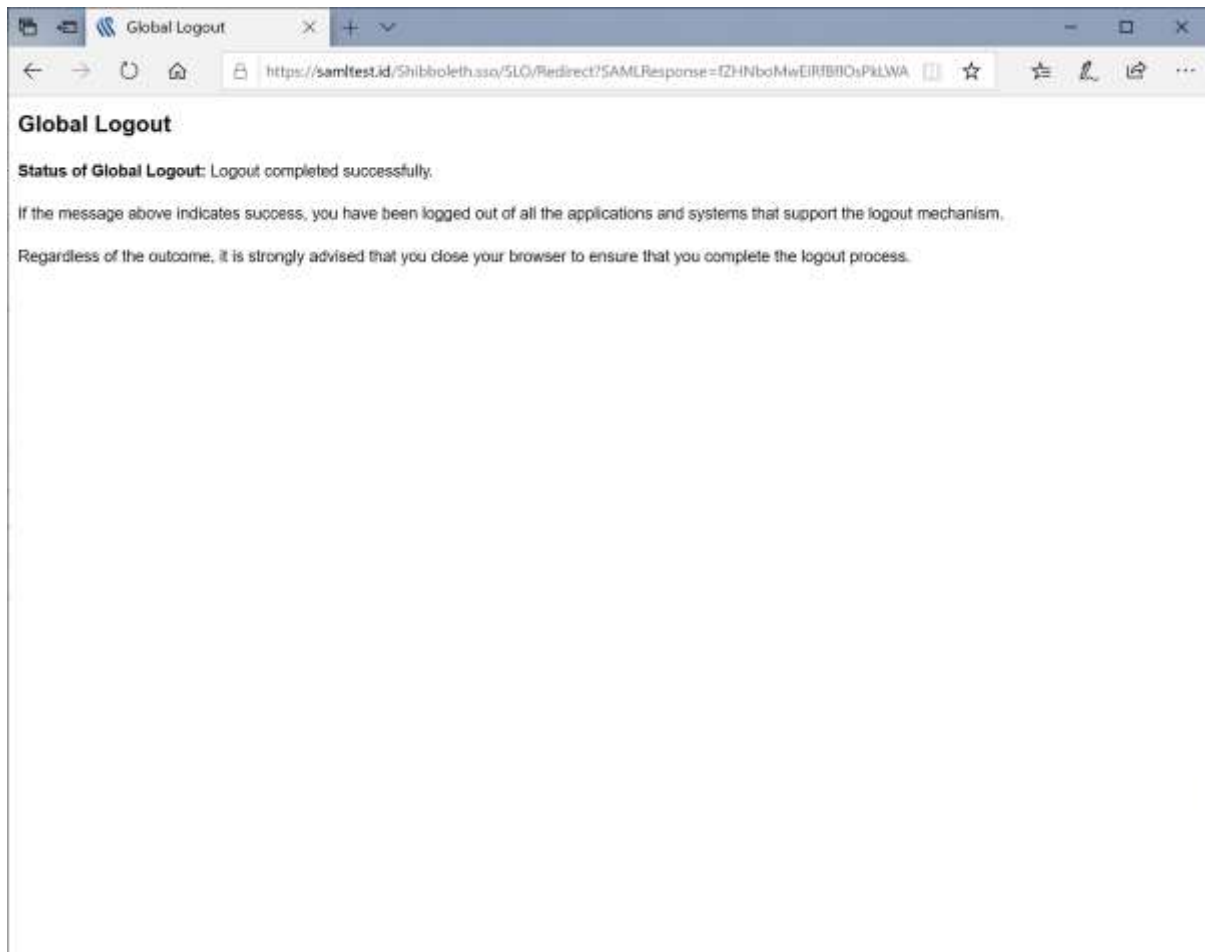 Global Logout
https://samltest.id/Shibboleth.sso/SLO/Redirect?SAMLResponse=
Global Logout
Status of Global Logout: Logout completed successfully.
If the message above indicates success, you have been logged out of all the applications and systems that support the logout mechanism.
Regardless of the outcome, it is strongly advised that you close your browser to ensure that you complete the logout process.